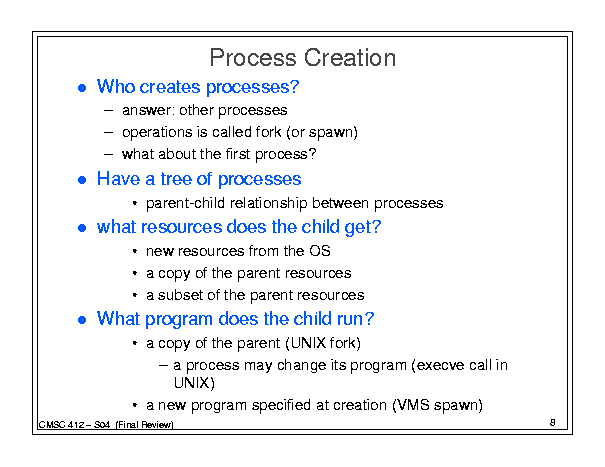 Process Creation
● Who creates processes?
– answer: other processes
– operations is called fork (or spawn)
– what about the first process?
● Have a tree of processes
• parent-child relationship between processes
● what resources does the child get?
• new resources from the OS
• a copy of the parent resources
• a subset of the parent resources
● What program does the child run?
• a copy of the parent (UNIX fork)
– a process may change its program (execve call in
UNIX)
• a new program specified at creation (VMS spawn)
CMSC 412 – S04 (Final Review)
8